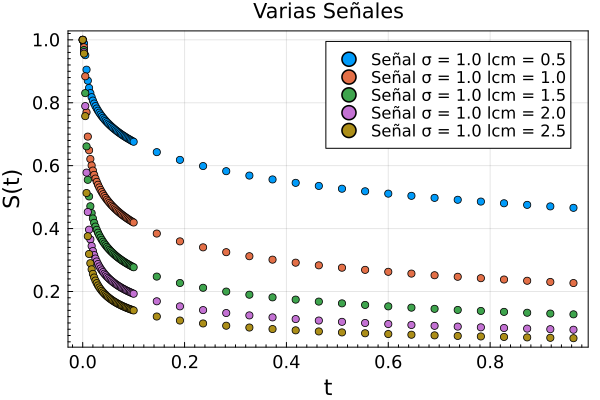 Varias Señales
Señal σ = 1.0 lcm = 0.5
Señal σ = 1.0 lcm = 1.0
Señal σ = 1.0 lcm = 1.5
Señal σ = 1.0 lcm = 2.0
Señal σ = 1.0 lcm = 2.5
S(t)
1.0
0.8
0.6
0.4
0.2
0.0 0.2 0.4 0.6 0.8
t